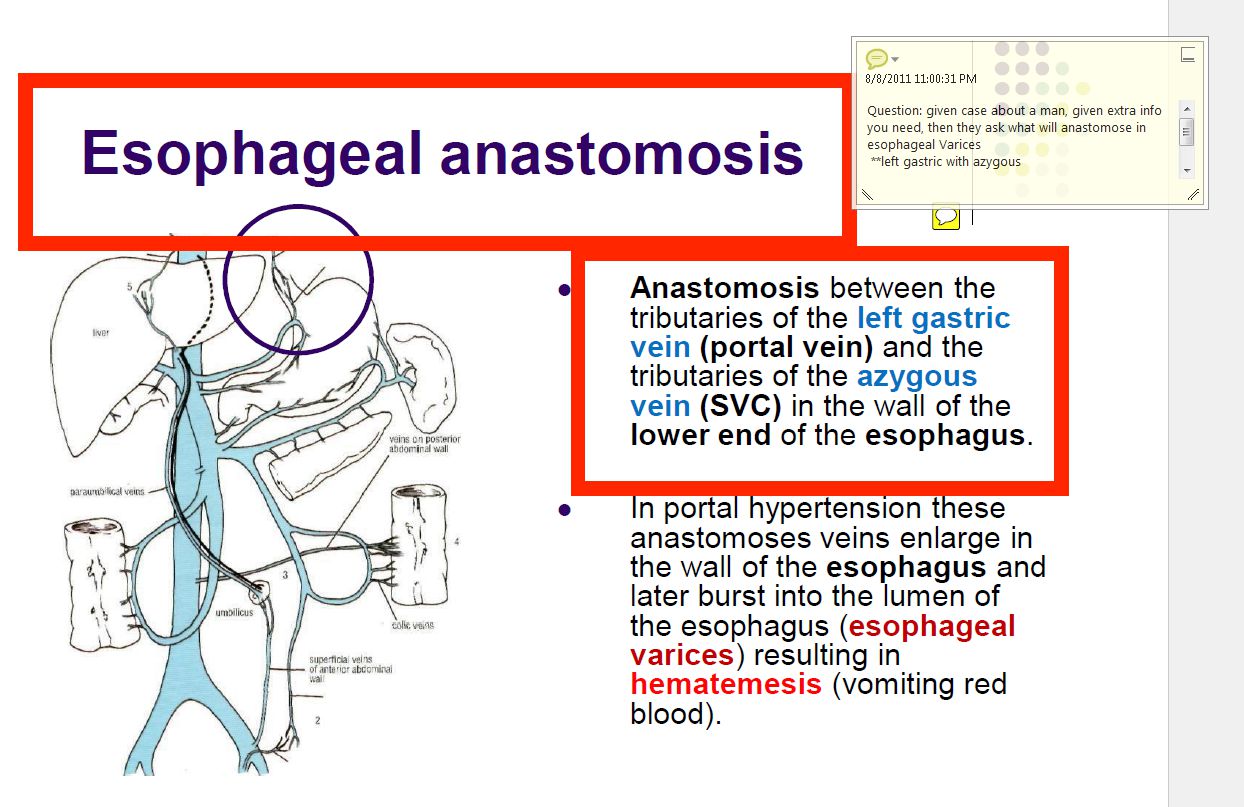 8/8/2011 11:00:31 PM
Question: given case about a man, given extra info
you need, then they ask what will anastomose in
esophageal Varices
**left gastric with azygous
Esophageal anastomosis
5
liver
veins on posterior
abdominal wall
paraumbilical veins
4
3
umbilicus
colic veins
superficial veins
of anterior abdominal
wall
2
● Anastomosis between the
tributaries of the left gastric
vein (portal vein) and the
tributaries of the azygous
vein (SVC) in the wall of the
lower end of the esophagus.
● In portal hypertension these
anastomoses veins enlarge in
the wall of the esophagus and
later burst into the lumen of
the esophagus (esophageal
varices) resulting in
hematemesis (vomiting red
blood).